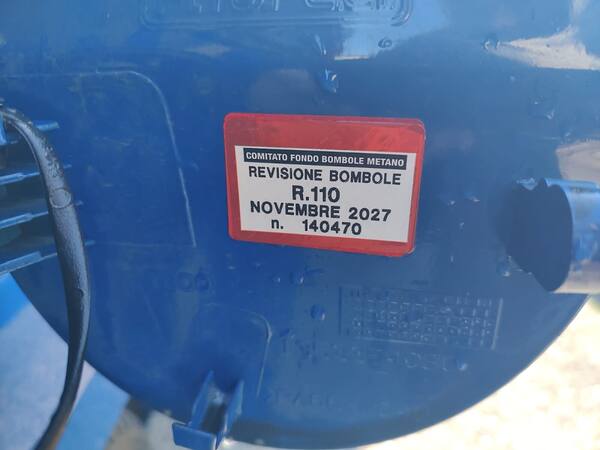 COMITATO FONDO BOMBOLE METANO
REVISIONE BOMBOLE
R.110
NOVEMBRE 2027
n. 140470